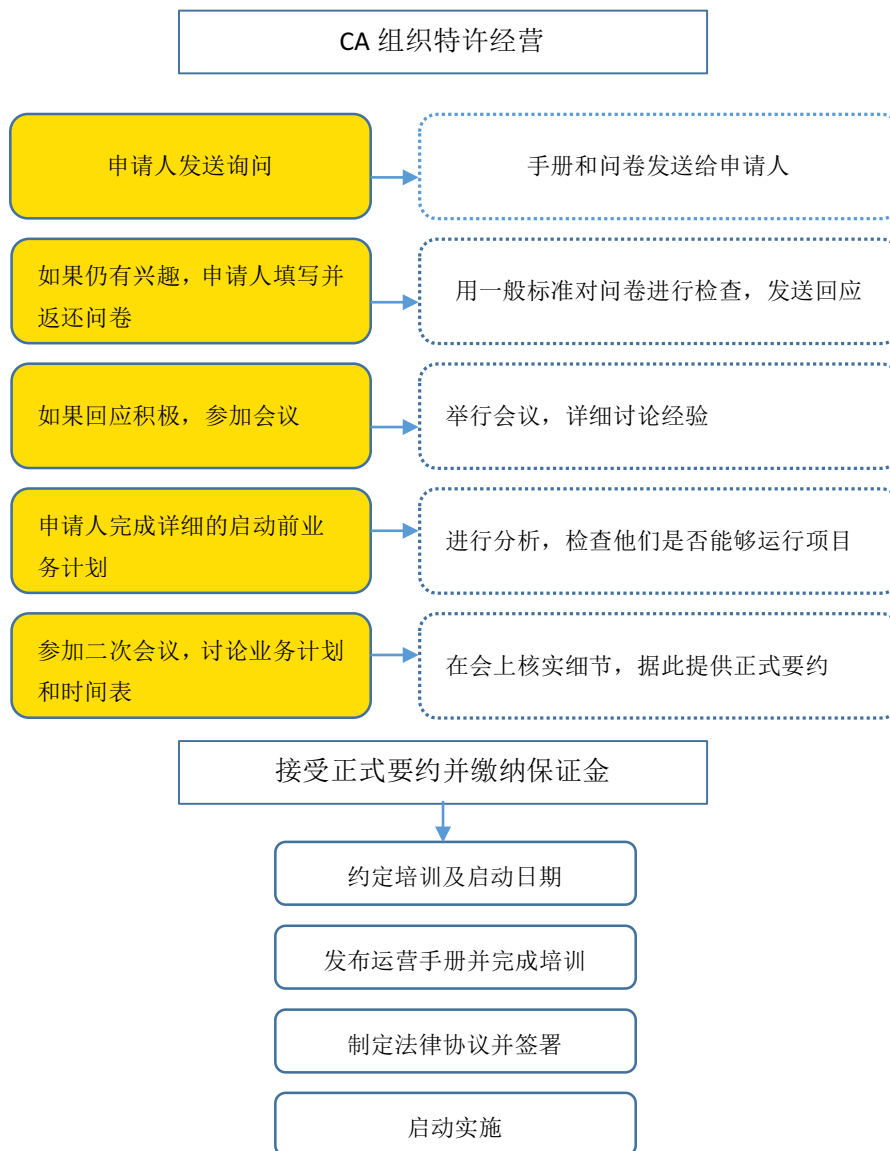 CA 组织特许经营
申请人发送询问
手册和问卷发送给申请人
如果仍有兴趣，申请人填写并
返还问卷
用一般标准对问卷进行检查，发送回应
如果回应积极，参加会议
举行会议，详细讨论经验
申请人完成详细的启动前业
务计划
进行分析，检查他们是否能够运行项目
参加二次会议，讨论业务计划
和时间表
在会上核实细节，据此提供正式要约
接受正式要约并缴纳保证金
约定培训及启动日期
发布运营手册并完成培训
制定法律协议并签署
启动实施